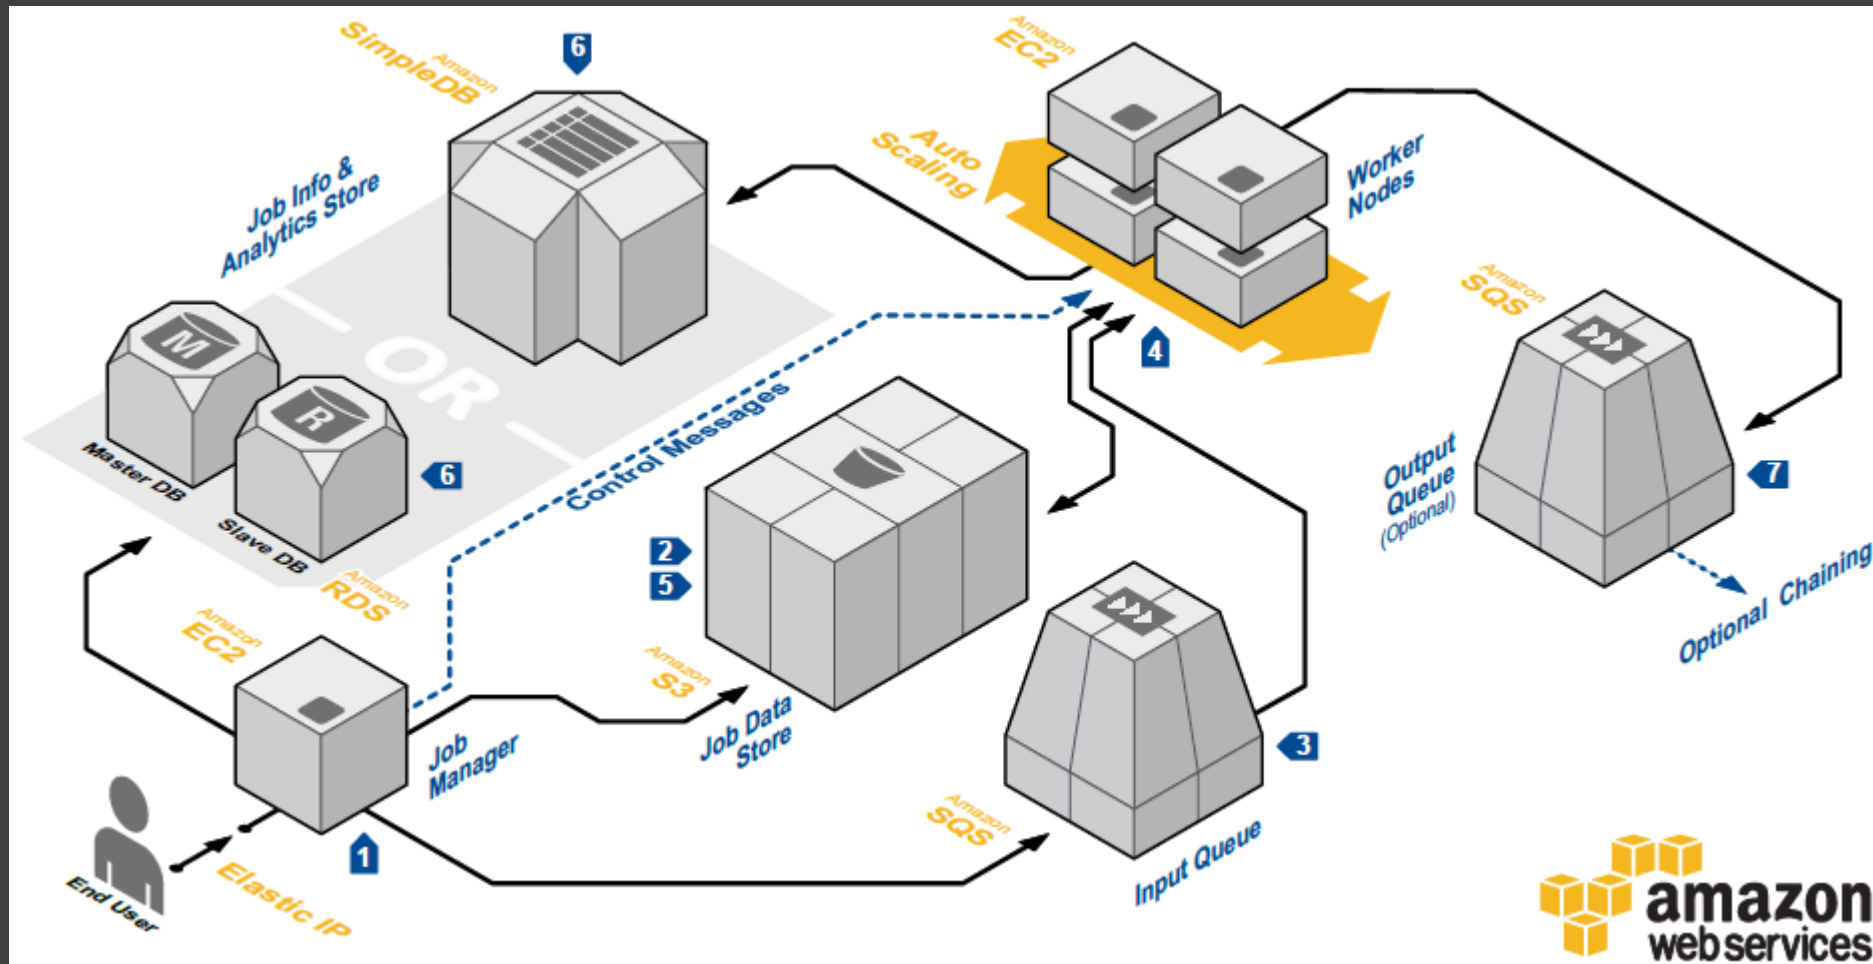 Amazon
SimpleDB
6
Job Info &
Analytics Store
M
Master DB
R
Slave DB
6
OR
Amazon
RDS
Amazon
EC2
Auto
Scaling
Worker
Nodes
4
Control Messages
Amazon
SQS
Output
Queue
(Optional)
7
Optional Chaining
2
5
Amazon
S3
Job Data
Store
Amazon
EC2
Job
Manager
1
End User
Elastic IP
Amazon
SQS
Input Queue
3
amazon
webservices